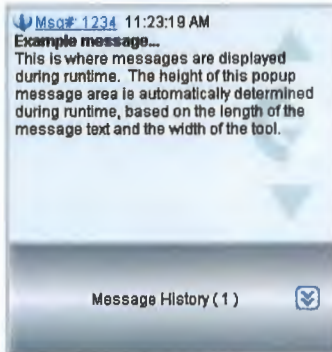 Msg#: 1234 11:23:19 AM
Example message...
This is where messages are displayed
during runtime. The height of this popup
message area is automatically determined
during runtime, based on the length of the
message text and the width of the tool.
Message History ( 1 )